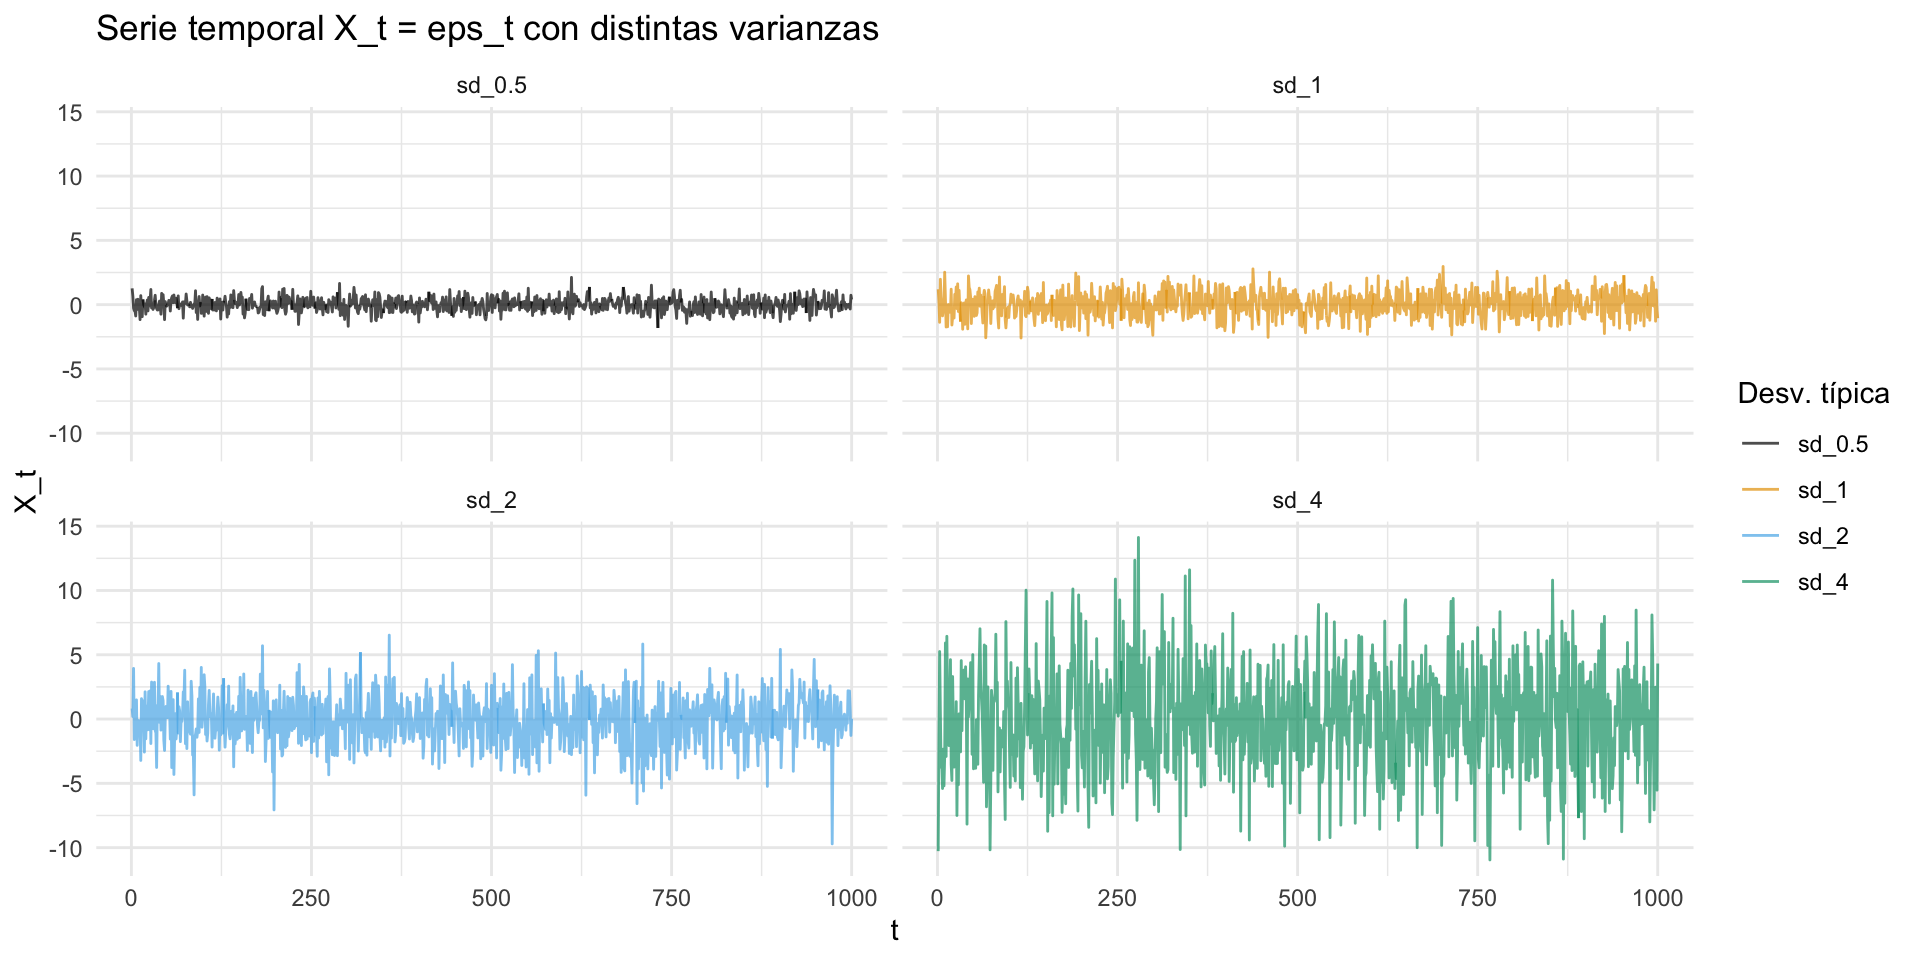 Serie temporal X_t = eps_t con distintas varianzas
sd_0.5
sd_1
15
10
5
0
-5
-10
sd_2
sd_4
15
10
5
0
-5
-10
0
250
500
750
1000
0
250
500
750
1000
t
X_t
Desv. típica
sd_0.5
sd_1
sd_2
sd_4